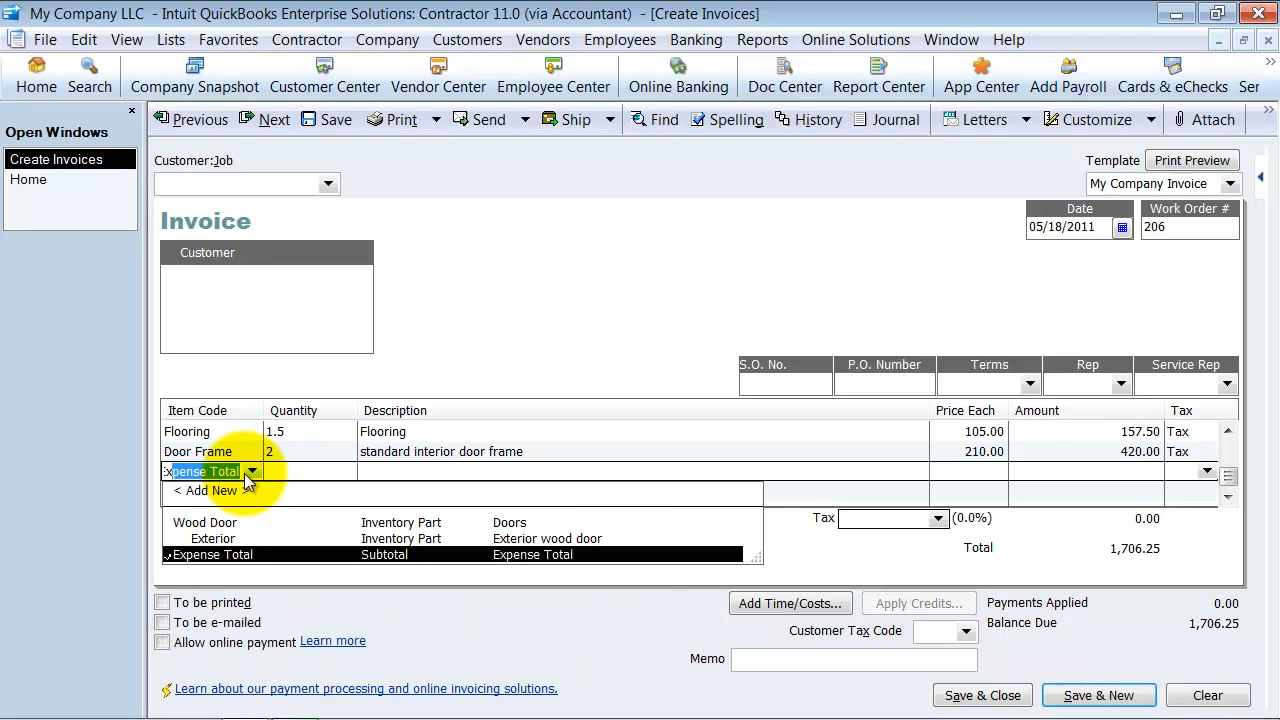 My Company LLC - Intuit QuickBooks Enterprise Solutions: Contractor 11.0 (via Accountant) - [Create Invoices]
File Edit View Lists Favorites Contractor Company Customers Vendors Employees Banking Reports Online Solutions Window Help
Home Search Company Snapshot Customer Center Vendor Center Employee Center Online Banking Doc Center Report Center App Center Add Payroll Cards & eChecks Ser
Open Windows
Create Invoices
Home
Previous Next Save Print Send Ship Find Spelling History Journal Letters Customize Attach
Customer:Job
Template Print Preview
My Company Invoice
Invoice
Date Work Order #
05/18/2011 206
Customer
S.O. No. P.O. Number Terms Rep Service Rep
Item Code Quantity Description Price Each Amount Tax
Flooring 1.5 Flooring 105.00 157.50 Tax
Door Frame 2 standard interior door frame 210.00 420.00 Tax
xpense Total
< Add New >
Wood Door Inventory Part Doors
Exterior Inventory Part Exterior wood door
Expense Total Subtotal Expense Total
Tax (0.0%) 0.00
Total 1,706.25
To be printed
To be e-mailed
Allow online payment Learn more
Add Time/Costs... Apply Credits...
Payments Applied 0.00
Customer Tax Code
Balance Due 1,706.25
Memo
Learn about our payment processing and online invoicing solutions.
Save & Close Save & New Clear